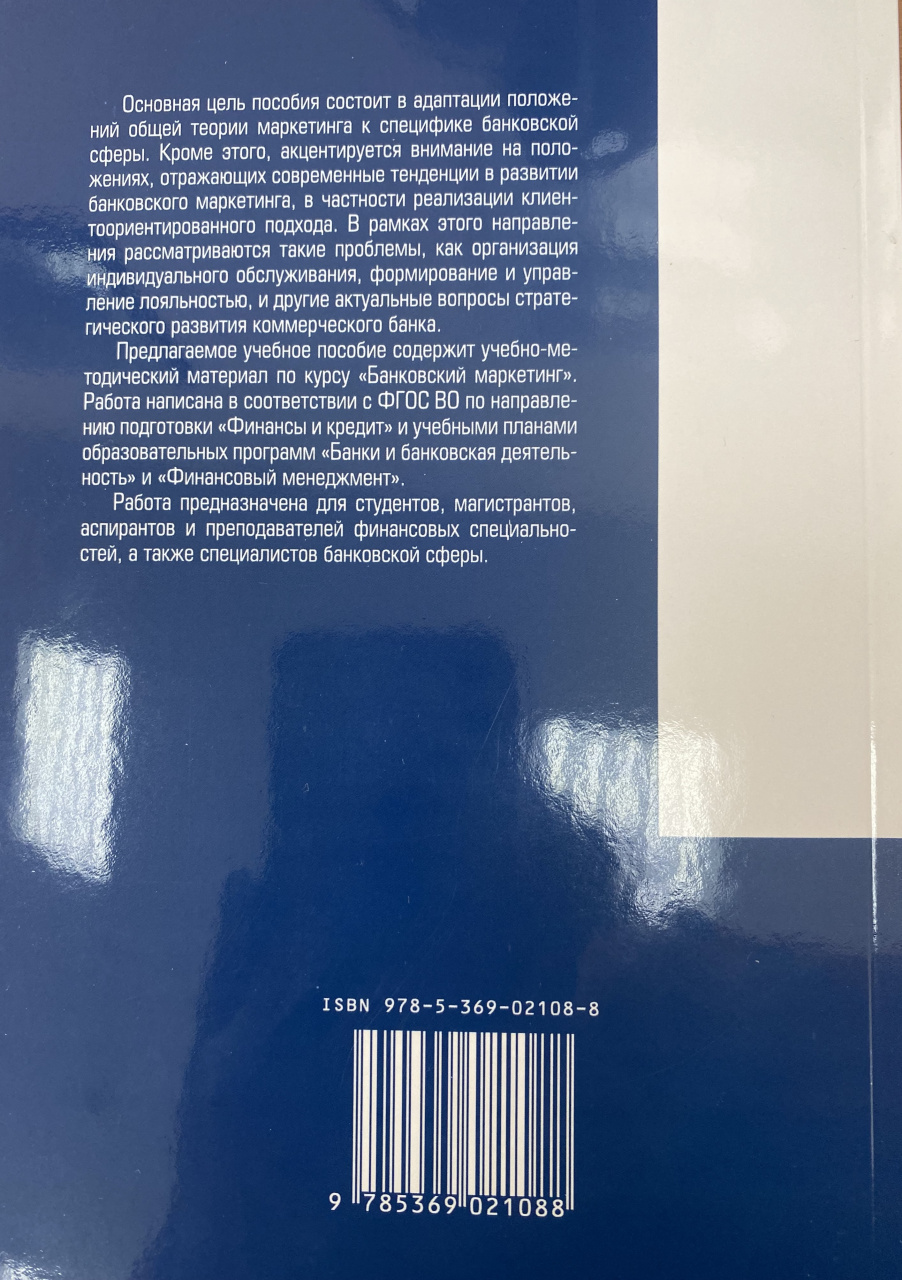 Основная цель пособия состоит в адаптации положе-
ний общей теории маркетинга к специфике банковской
сферы. Кроме этого, акцентируется внимание на поло-
жениях, отражающих современные тенденции в развитии
банковского маркетинга, в частности реализации клиен-
тоориентированного подхода. В рамках этого направле-
ния рассматриваются такие проблемы, как организация
индивидуального обслуживания, формирование и управ-
ление лояльностью, и другие актуальные вопросы страте-
гического развития коммерческого банка.
Предлагаемое учебное пособие содержит учебно-ме-
тодический материал по курсу «Банковский маркетинг».
Работа написана в соответствии с ФГОС ВО по направле-
нию подготовки «Финансы и кредит» и учебными планами
образовательных программ «Банки и банковская деятель-
ность» и «Финансовый менеджмент».
Работа предназначена для студентов, магистрантов,
аспирантов и преподавателей финансовых специально-
стей, а также специалистов банковской сферы.
ISBN 978-5-369-02108-8
9 785369 021088